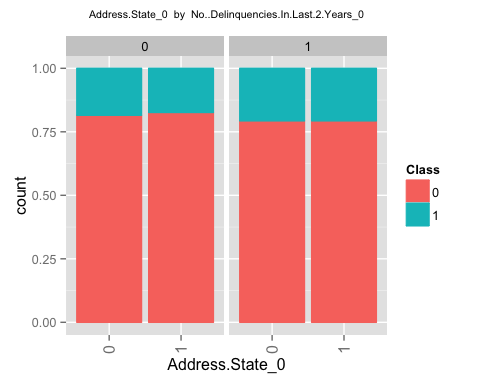 Address.State_0 by No..Delinquencies.In.Last.2.Years_0
0 1
1.00
0.75
0.50
0.25
0.00
count
0 1 0 1
Address.State_0
Class
0
1